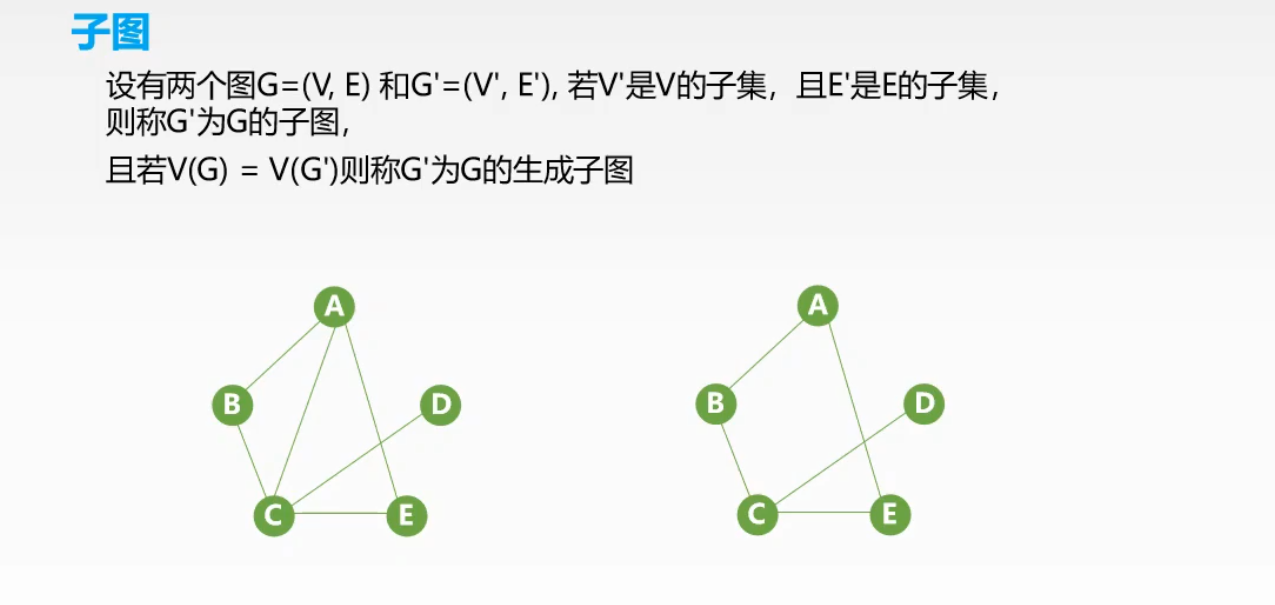 子图
设有两个图G=(V, E) 和G'=(V', E'), 若V'是V的子集，且E'是E的子集，
则称G'为G的子图，
且若V(G) = V(G')则称G'为G的生成子图
A
B
D
C
E
A
B
D
C
E